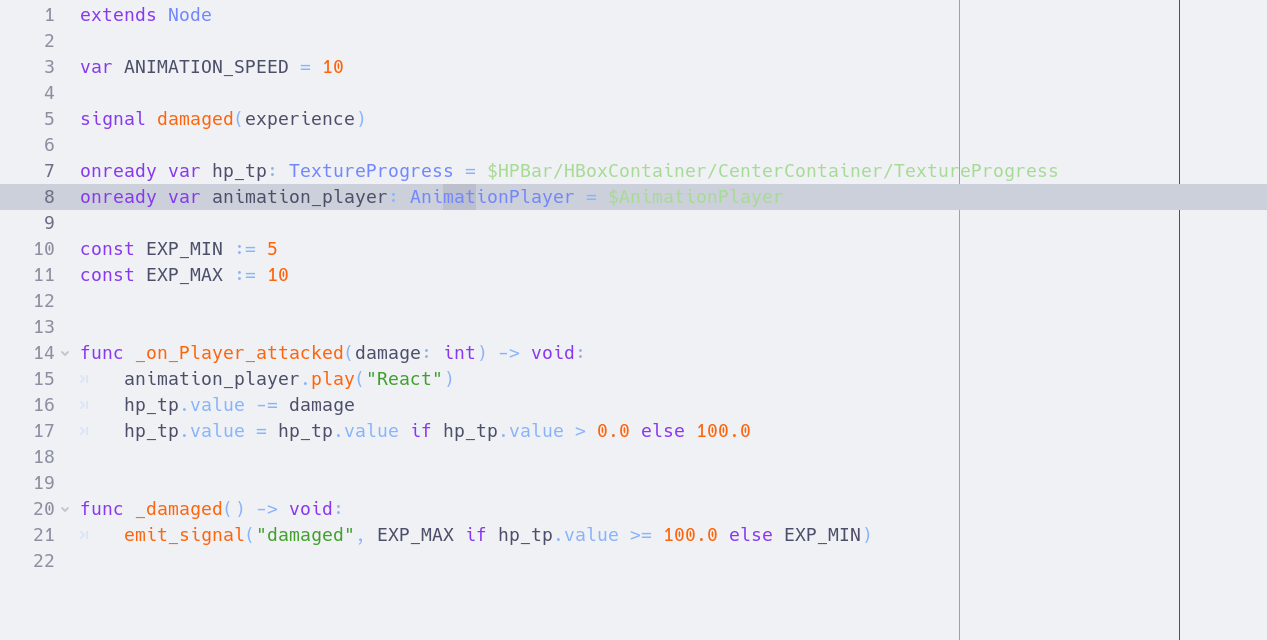 1 extends Node
2
3 var ANIMATION_SPEED = 10
4
5 signal damaged(experience)
6
7 onready var hp_tp: TextureProgress = $HPBar/HBoxContainer/CenterContainer/TextureProgress
8 onready var animation_player: AnimationPlayer = $AnimationPlayer
9
10 const EXP_MIN := 5
11 const EXP_MAX := 10
12
13
14 func _on_Player_attacked(damage: int) -> void:
15 animation_player.play("React")
16 hp_tp.value -= damage
17 hp_tp.value = hp_tp.value if hp_tp.value > 0.0 else 100.0
18
19
20 func _damaged() -> void:
21 emit_signal("damaged", EXP_MAX if hp_tp.value >= 100.0 else EXP_MIN)
22